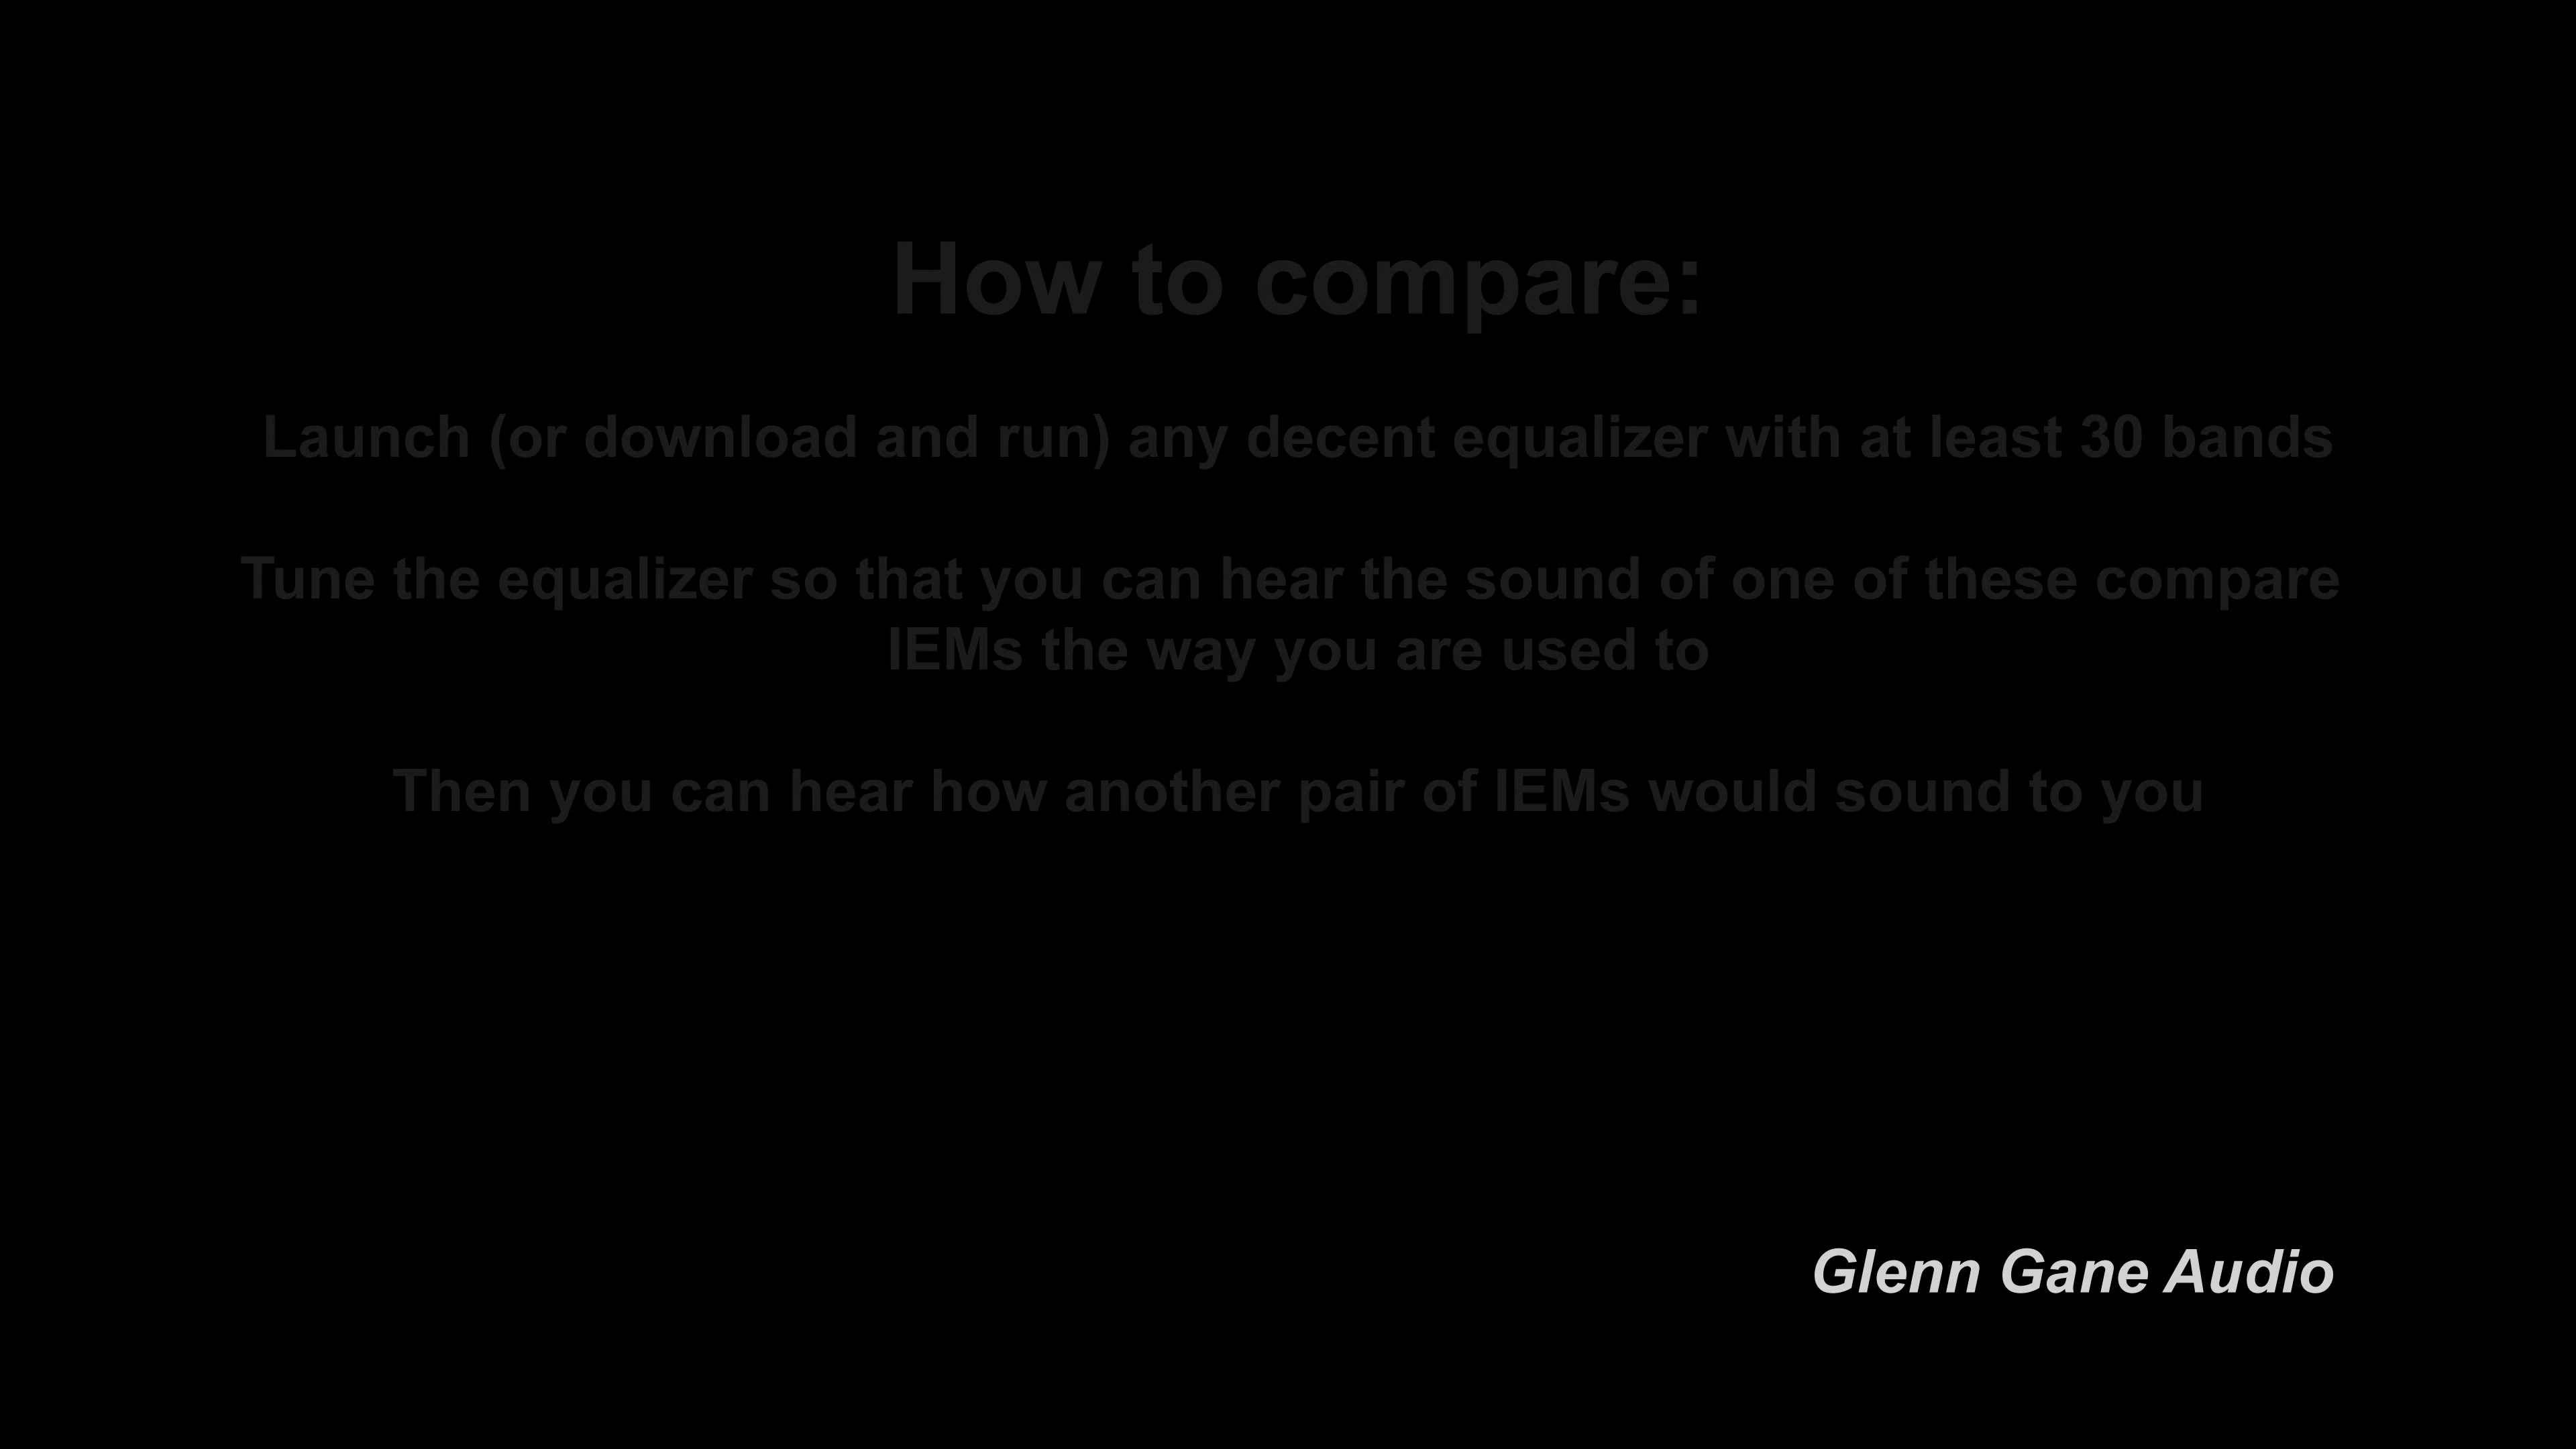 How to compare:
Launch (or download and run) any decent equalizer with at least 30 bands
Tune the equalizer so that you can hear the sound of one of these compare
IEMs the way you are used to
Then you can hear how another pair of IEMs would sound to you
Glenn Gane Audio